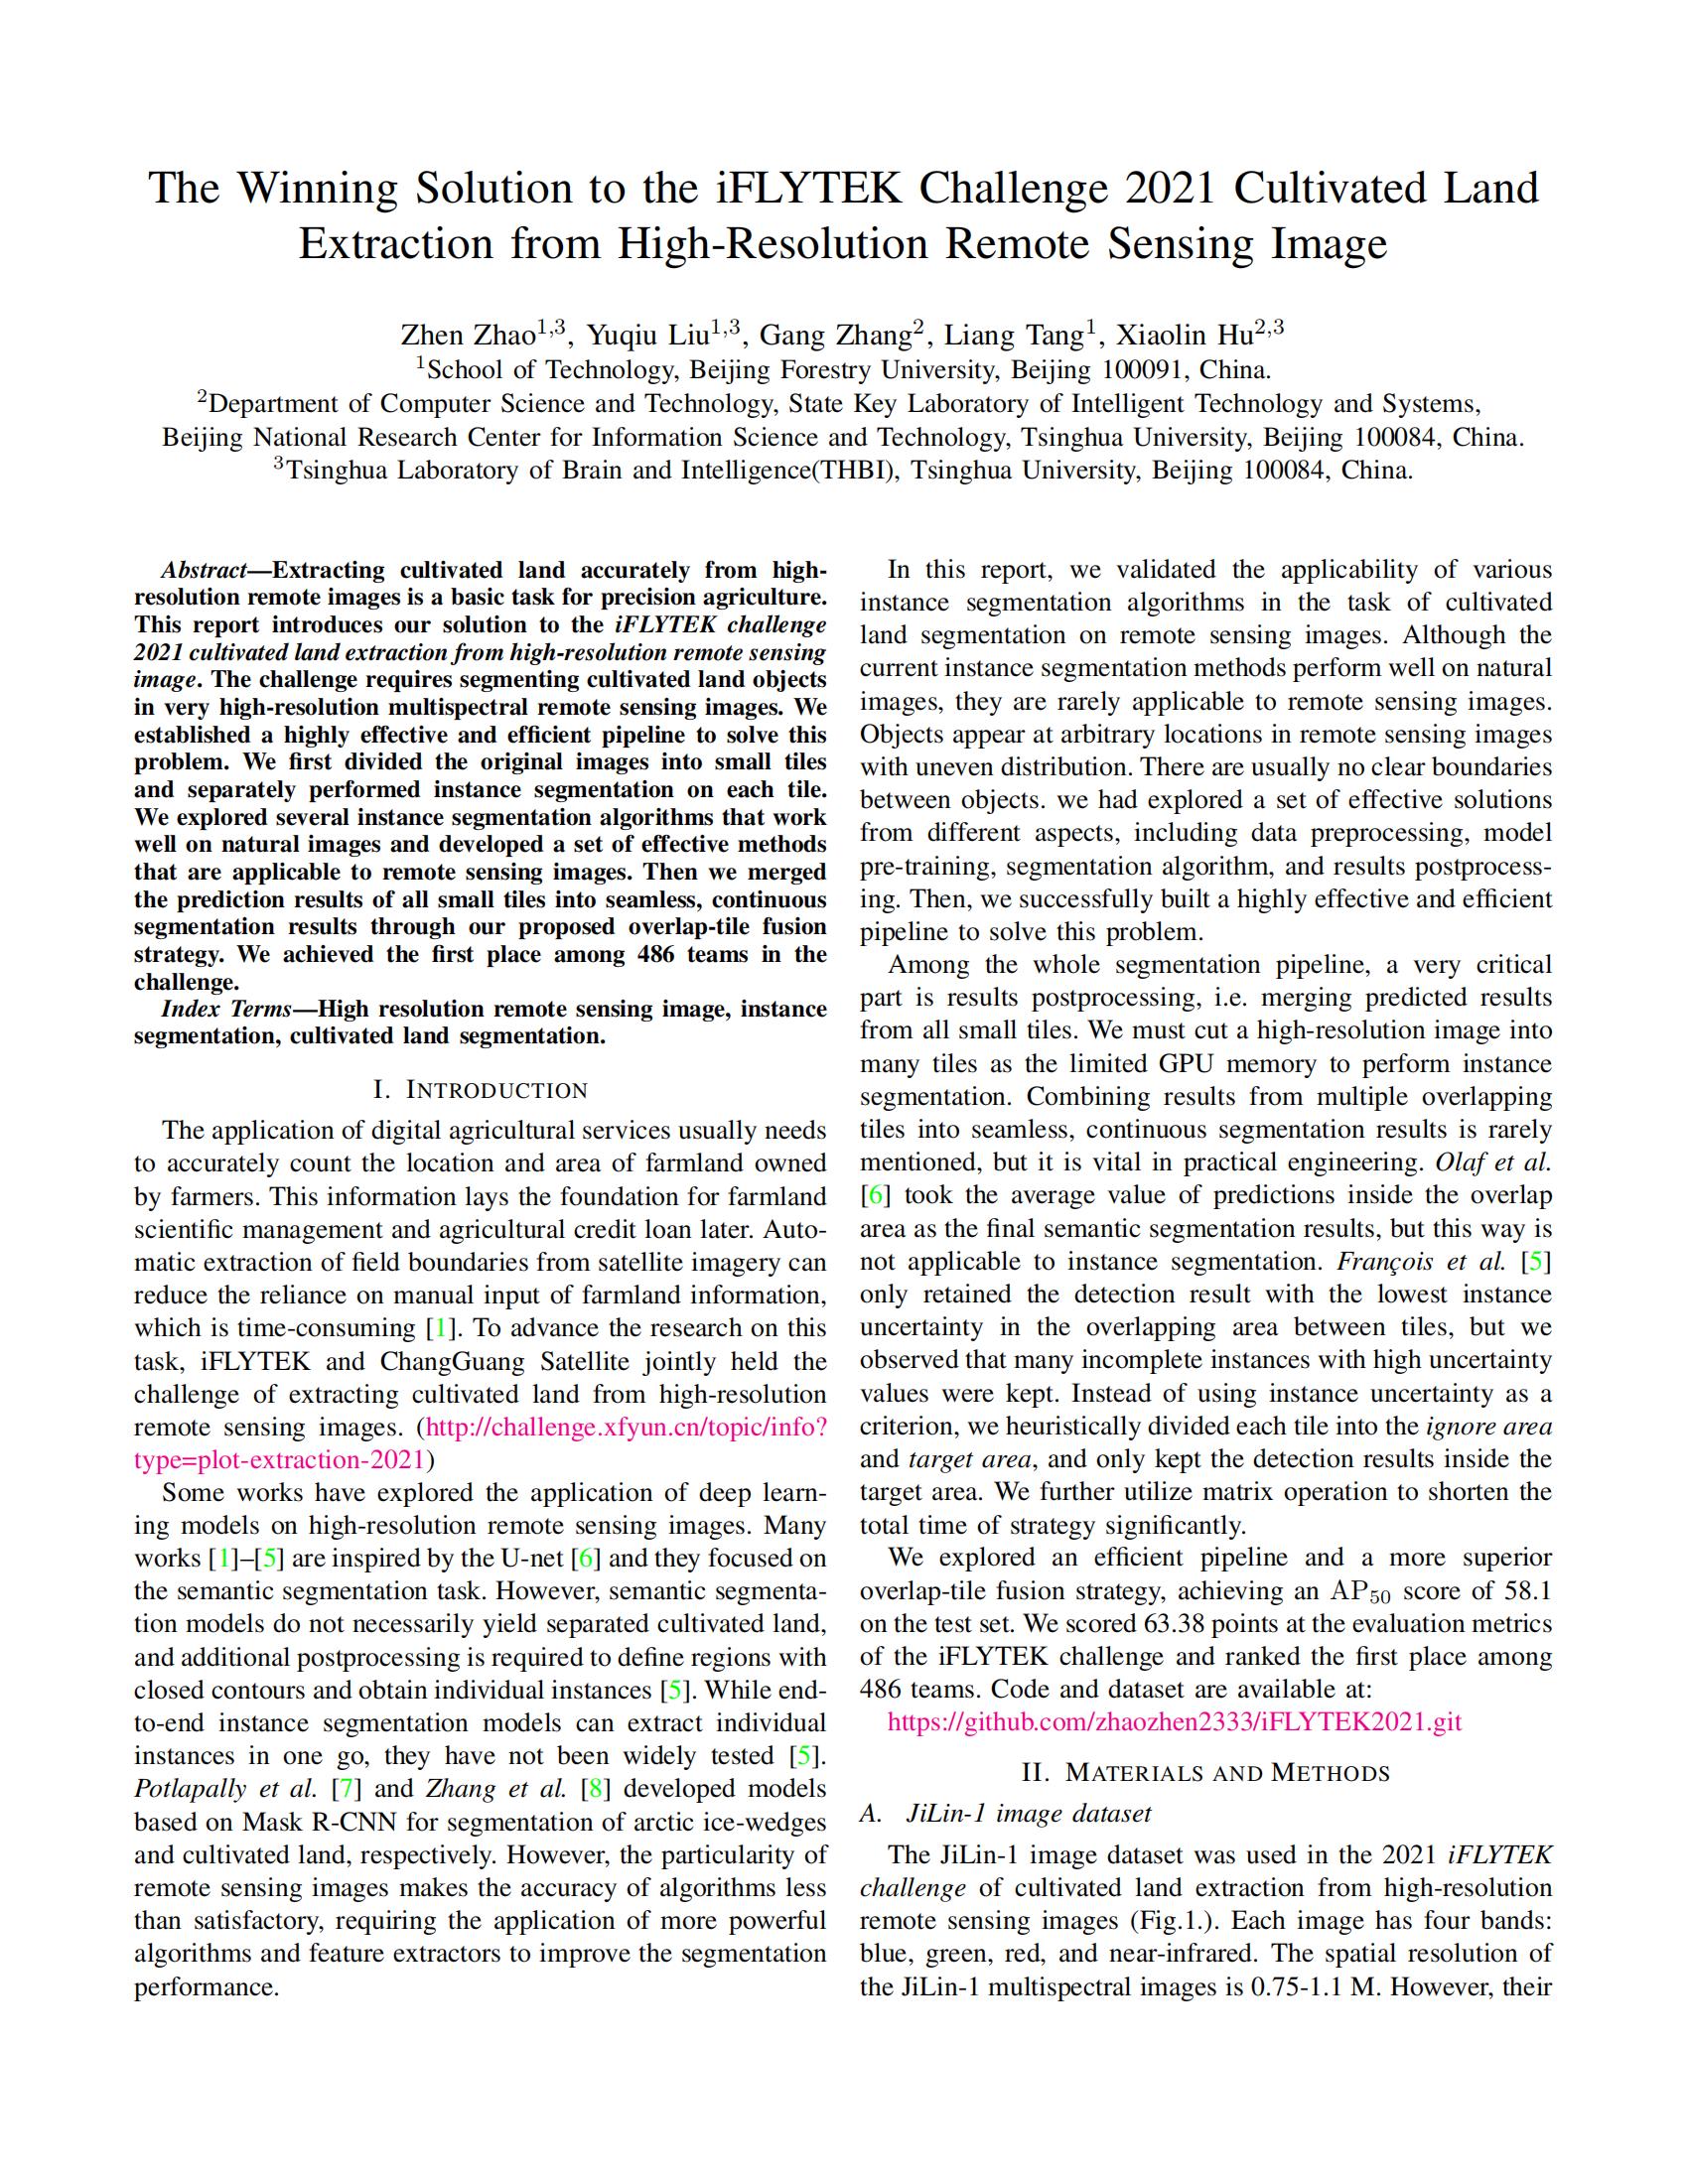 The Winning Solution to the iFLYTEK Challenge 2021 Cultivated Land
Extraction from High-Resolution Remote Sensing Image
Zhen Zhao1,3, Yuqiu Liu1,3, Gang Zhang2, Liang Tang1, Xiaolin Hu2,3
1School of Technology, Beijing Forestry University, Beijing 100091, China.
2Department of Computer Science and Technology, State Key Laboratory of Intelligent Technology and Systems,
Beijing National Research Center for Information Science and Technology, Tsinghua University, Beijing 100084, China.
3Tsinghua Laboratory of Brain and Intelligence(THBI), Tsinghua University, Beijing 100084, China.
Abstract—Extracting cultivated land accurately from high-
resolution remote images is a basic task for precision agriculture.
This report introduces our solution to the iFLYTEK challenge
2021 cultivated land extraction from high-resolution remote sensing
image. The challenge requires segmenting cultivated land objects
in very high-resolution multispectral remote sensing images. We
established a highly effective and efficient pipeline to solve this
problem. We first divided the original images into small tiles
and separately performed instance segmentation on each tile.
We explored several instance segmentation algorithms that work
well on natural images and developed a set of effective methods
that are applicable to remote sensing images. Then we merged
the prediction results of all small tiles into seamless, continuous
segmentation results through our proposed overlap-tile fusion
strategy. We achieved the first place among 486 teams in the
challenge.
Index Terms—High resolution remote sensing image, instance
segmentation, cultivated land segmentation.
I. INTRODUCTION
The application of digital agricultural services usually needs
to accurately count the location and area of farmland owned
by farmers. This information lays the foundation for farmland
scientific management and agricultural credit loan later. Auto-
matic extraction of field boundaries from satellite imagery can
reduce the reliance on manual input of farmland information,
which is time-consuming [1]. To advance the research on this
task, iFLYTEK and ChangGuang Satellite jointly held the
challenge of extracting cultivated land from high-resolution
remote sensing images. (http://challenge.xfyun.cn/topic/info?
type=plot-extraction-2021)
Some works have explored the application of deep learn-
ing models on high-resolution remote sensing images. Many
works [1]–[5] are inspired by the U-net [6] and they focused on
the semantic segmentation task. However, semantic segmenta-
tion models do not necessarily yield separated cultivated land,
and additional postprocessing is required to define regions with
closed contours and obtain individual instances [5]. While end-
to-end instance segmentation models can extract individual
instances in one go, they have not been widely tested [5].
Potlapally et al. [7] and Zhang et al. [8] developed models
based on Mask R-CNN for segmentation of arctic ice-wedges
and cultivated land, respectively. However, the particularity of
remote sensing images makes the accuracy of algorithms less
than satisfactory, requiring the application of more powerful
algorithms and feature extractors to improve the segmentation
performance.
In this report, we validated the applicability of various
instance segmentation algorithms in the task of cultivated
land segmentation on remote sensing images. Although the
current instance segmentation methods perform well on natural
images, they are rarely applicable to remote sensing images.
Objects appear at arbitrary locations in remote sensing images
with uneven distribution. There are usually no clear boundaries
between objects. we had explored a set of effective solutions
from different aspects, including data preprocessing, model
pre-training, segmentation algorithm, and results postprocess-
ing. Then, we successfully built a highly effective and efficient
pipeline to solve this problem.
Among the whole segmentation pipeline, a very critical
part is results postprocessing, i.e. merging predicted results
from all small tiles. We must cut a high-resolution image into
many tiles as the limited GPU memory to perform instance
segmentation. Combining results from multiple overlapping
tiles into seamless, continuous segmentation results is rarely
mentioned, but it is vital in practical engineering. Olaf et al.
[6] took the average value of predictions inside the overlap
area as the final semantic segmentation results, but this way is
not applicable to instance segmentation. François et al. [5]
only retained the detection result with the lowest instance
uncertainty in the overlapping area between tiles, but we
observed that many incomplete instances with high uncertainty
values were kept. Instead of using instance uncertainty as a
criterion, we heuristically divided each tile into the ignore area
and target area, and only kept the detection results inside the
target area. We further utilize matrix operation to shorten the
total time of strategy significantly.
We explored an efficient pipeline and a more superior
overlap-tile fusion strategy, achieving an AP50 score of 58.1
on the test set. We scored 63.38 points at the evaluation metrics
of the iFLYTEK challenge and ranked the first place among
486 teams. Code and dataset are available at:
https://github.com/zhaozhen2333/iFLYTEK2021.git
II. MATERIALS AND METHODS
A. JiLin-1 image dataset
The JiLin-1 image dataset was used in the 2021 iFLYTEK
challenge of cultivated land extraction from high-resolution
remote sensing images (Fig.1.). Each image has four bands:
blue, green, red, and near-infrared. The spatial resolution of
the JiLin-1 multispectral images is 0.75-1.1 M. However, their